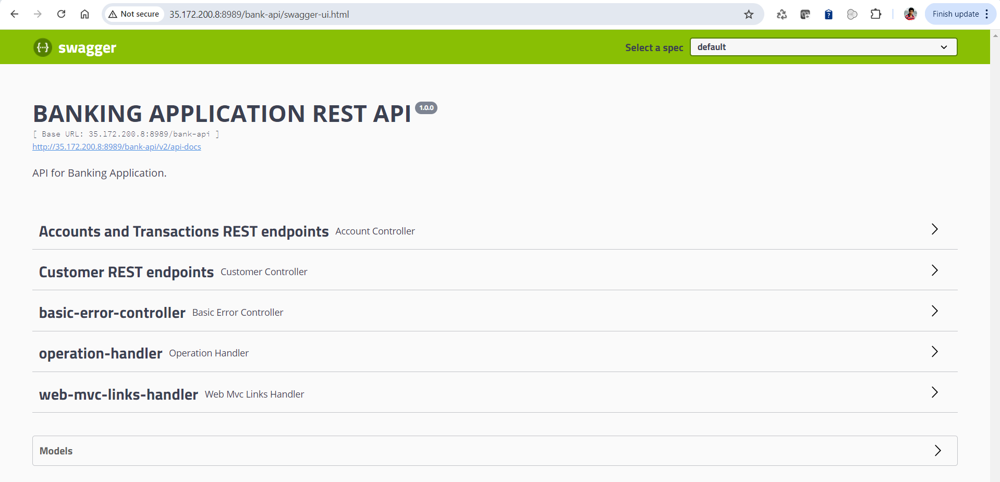 Not secure 35.172.200.8:8989/bank-api/swagger-ui.html Finish update
{···} swagger Select a spec default
BANKING APPLICATION REST API 1.0.0
[ Base URL: 35.172.200.8:8989/bank-api ]
http://35.172.200.8:8989/bank-api/v2/api-docs
API for Banking Application.
Accounts and Transactions REST endpoints Account Controller
Customer REST endpoints Customer Controller
basic-error-controller Basic Error Controller
operation-handler Operation Handler
web-mvc-links-handler Web Mvc Links Handler
Models